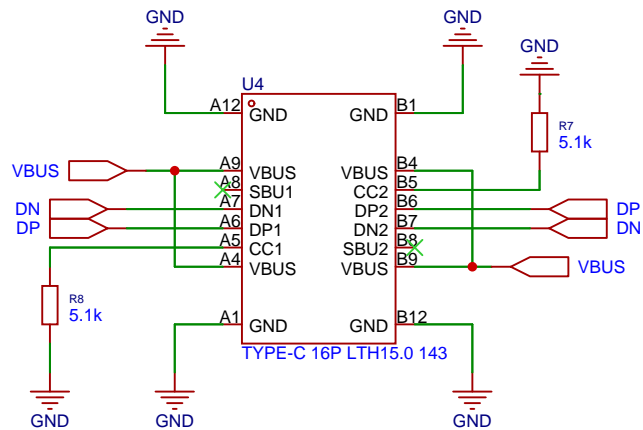 GND
GND
GND
U4
A12
GND
B1
GND
R7
5.1k
VBUS
A9
VBUS
B4
VBUS
A8
SBU1
B5
CC2
DN
A7
DN1
B6
DP2
DP
DP
A6
DP1
B7
DN2
DN
A5
CC1
B8
SBU2
A4
VBUS
B9
VBUS
VBUS
R8
5.1k
A1
GND
B12
GND
TYPE-C 16P LTH15.0 143
GND
GND
GND